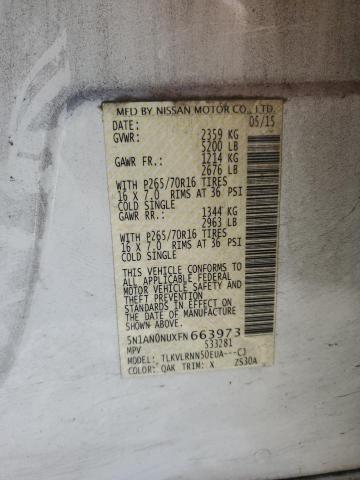 MFD BY NISSAN MOTOR CO., LTD.
DATE: 05/15
GVWR: 2359 KG
5200 LB
GAWR FR.: 1214 KG
2676 LB
WITH P265/70R16 TIRES
16 X 7.0 RIMS AT 36 PSI
COLD SINGLE
GAWR RR.: 1344 KG
2963 LB
WITH P265/70R16 TIRES
16 X 7.0 RIMS AT 36 PSI
COLD SINGLE
THIS VEHICLE CONFORMS TO
ALL APPLICABLE FEDERAL
MOTOR VEHICLE SAFETY AND
THEFT PREVENTION
STANDARDS IN EFFECT ON
THE DATE OF MANUFACTURE
SHOWN ABOVE
5N1AN0NUXFN663973
MPV 533281
MODEL: TLKVLRNN50EUA---CJ
COLOR: QAK TRIM: X ZS30A